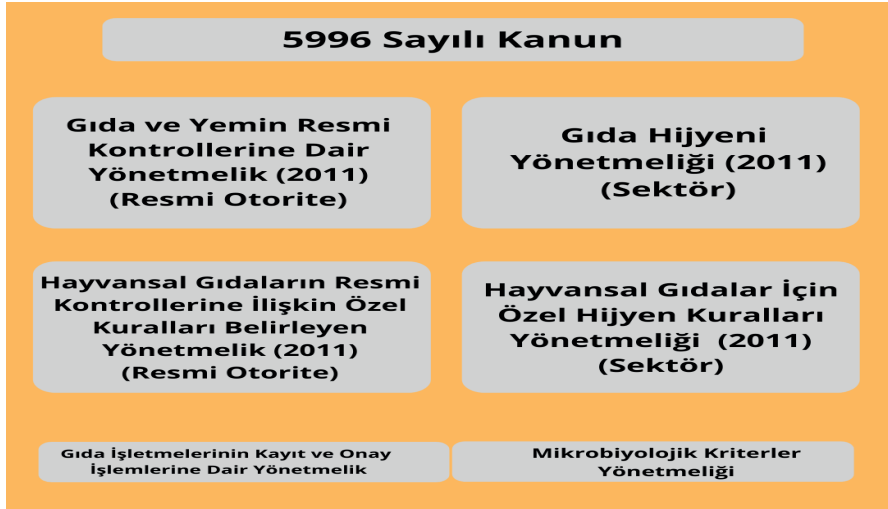 5996 Sayılı Kanun
Gıda ve Yemin Resmi
Kontrollerine Dair
Yönetmelik (2011)
(Resmi Otorite)
Gıda Hijyeni
Yönetmeliği (2011)
(Sektör)
Hayvansal Gıdaların Resmi
Kontrollerine İlişkin Özel
Kuralları Belirleyen
Yönetmelik (2011)
(Resmi Otorite)
Hayvansal Gıdalar İçin
Özel Hijyen Kuralları
Yönetmeliği (2011)
(Sektör)
Gıda İşletmelerinin Kayıt ve Onay
İşlemlerine Dair Yönetmelik
Mikrobiyolojik Kriterler
Yönetmeliği